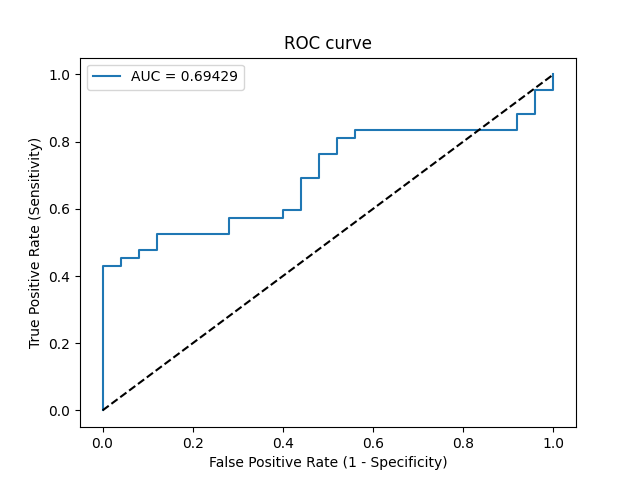 ROC curve
AUC = 0.69429
True Positive Rate (Sensitivity)
1.0
0.8
0.6
0.4
0.2
0.0
0.0 0.2 0.4 0.6 0.8 1.0
False Positive Rate (1 - Specificity)